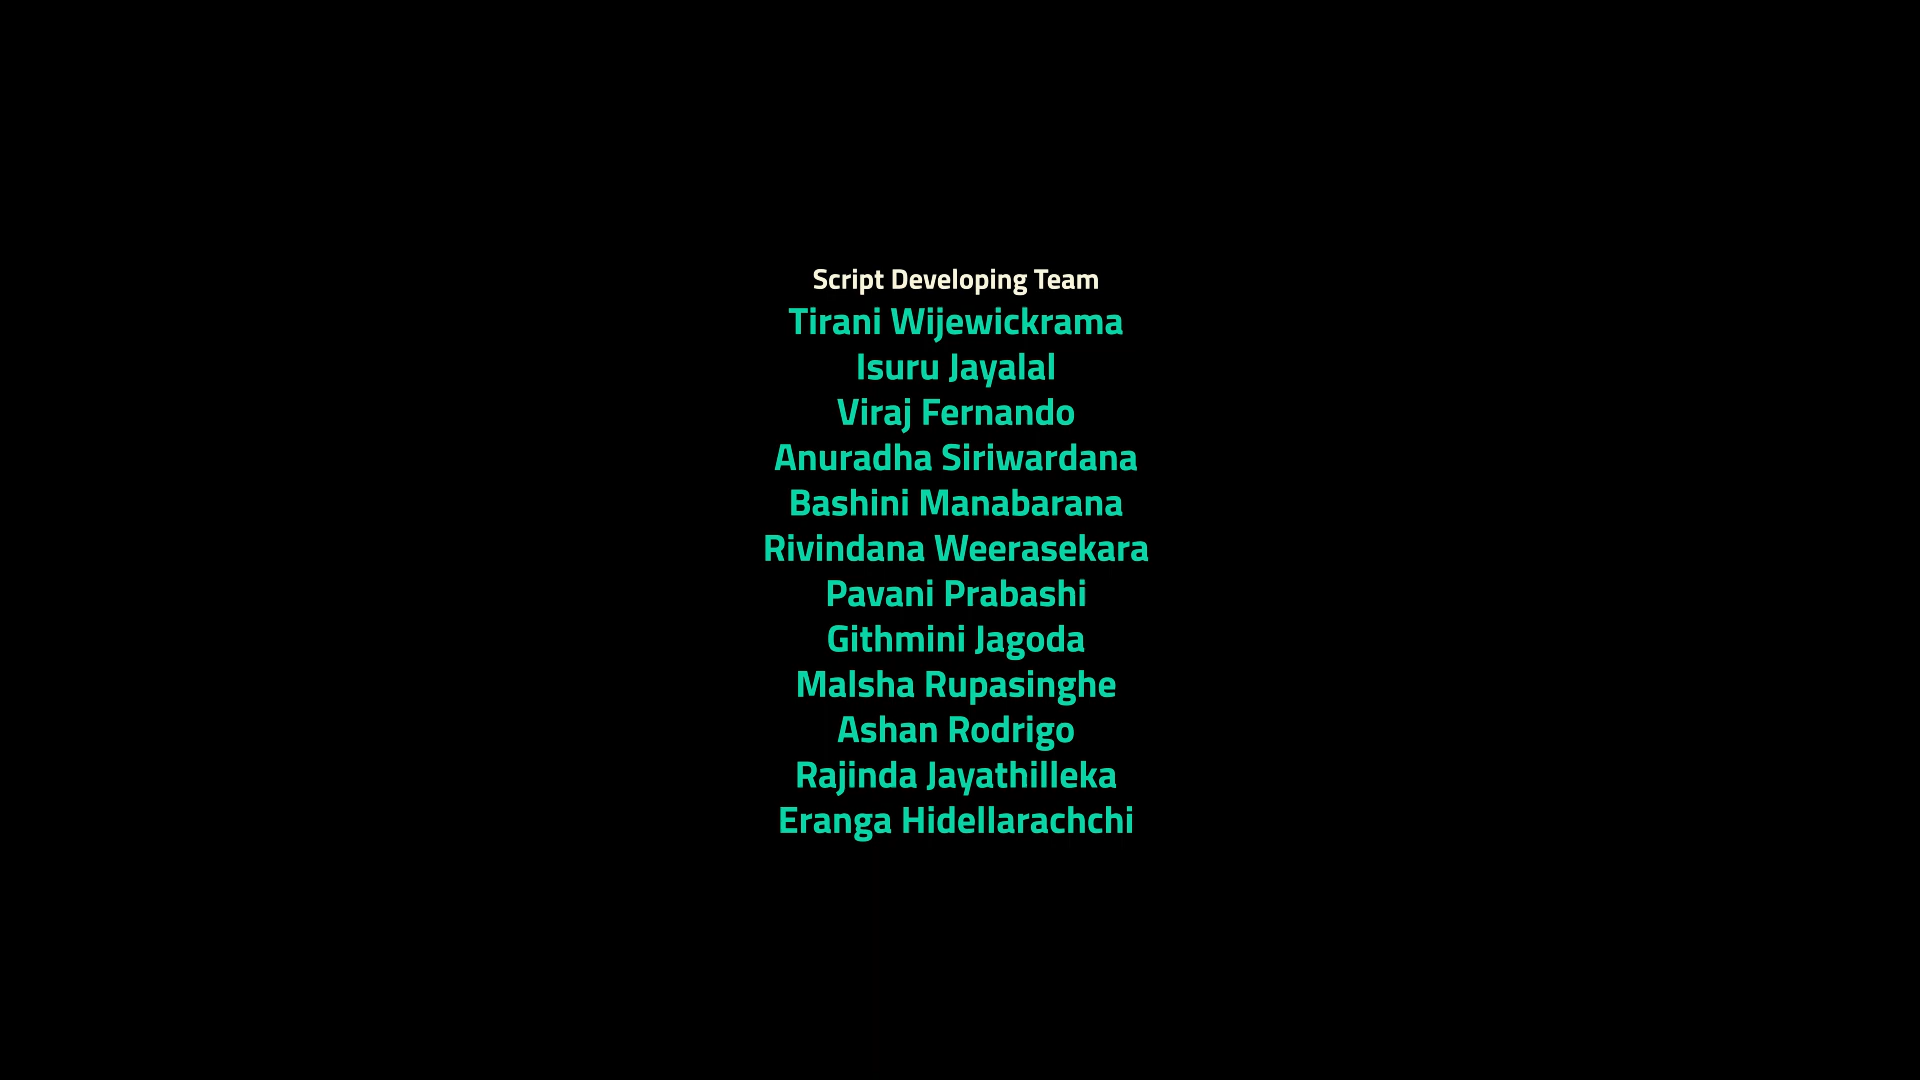 Script Developing Team
Tirani Wijewickrama
Isuru Jayalal
Viraj Fernando
Anuradha Siriwardana
Bashini Manabarana
Rivindana Weerasekara
Pavani Prabashi
Githmini Jagoda
Malsha Rupasinghe
Ashan Rodrigo
Rajinda Jayathilleka
Eranga Hidellarachchi